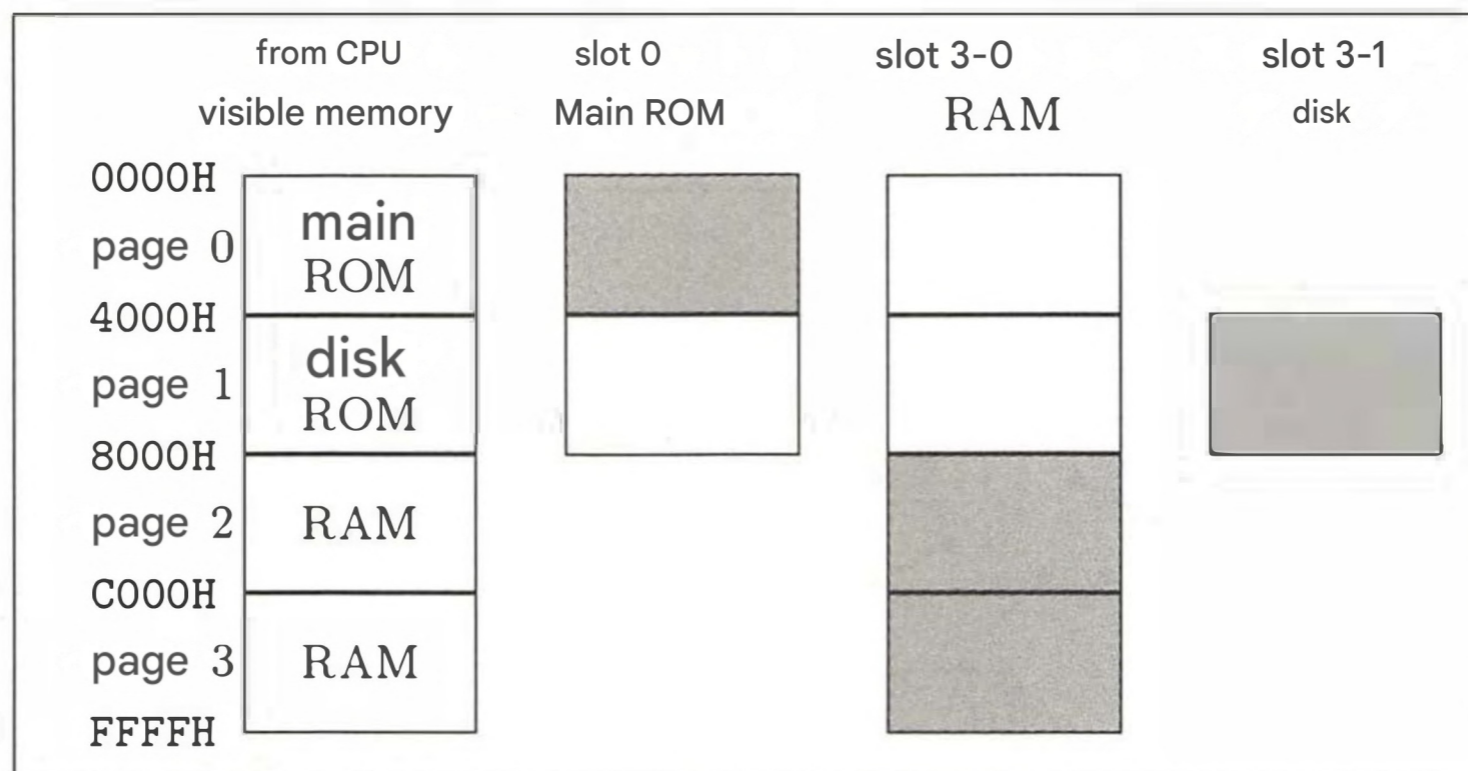 from CPU
visible memory
slot 0
Main ROM
slot 3-0
RAM
slot 3-1
disk
0000H
page 0
4000H
page 1
8000H
page 2
C000H
page 3
FFFFH
main
ROM
disk
ROM
RAM
RAM